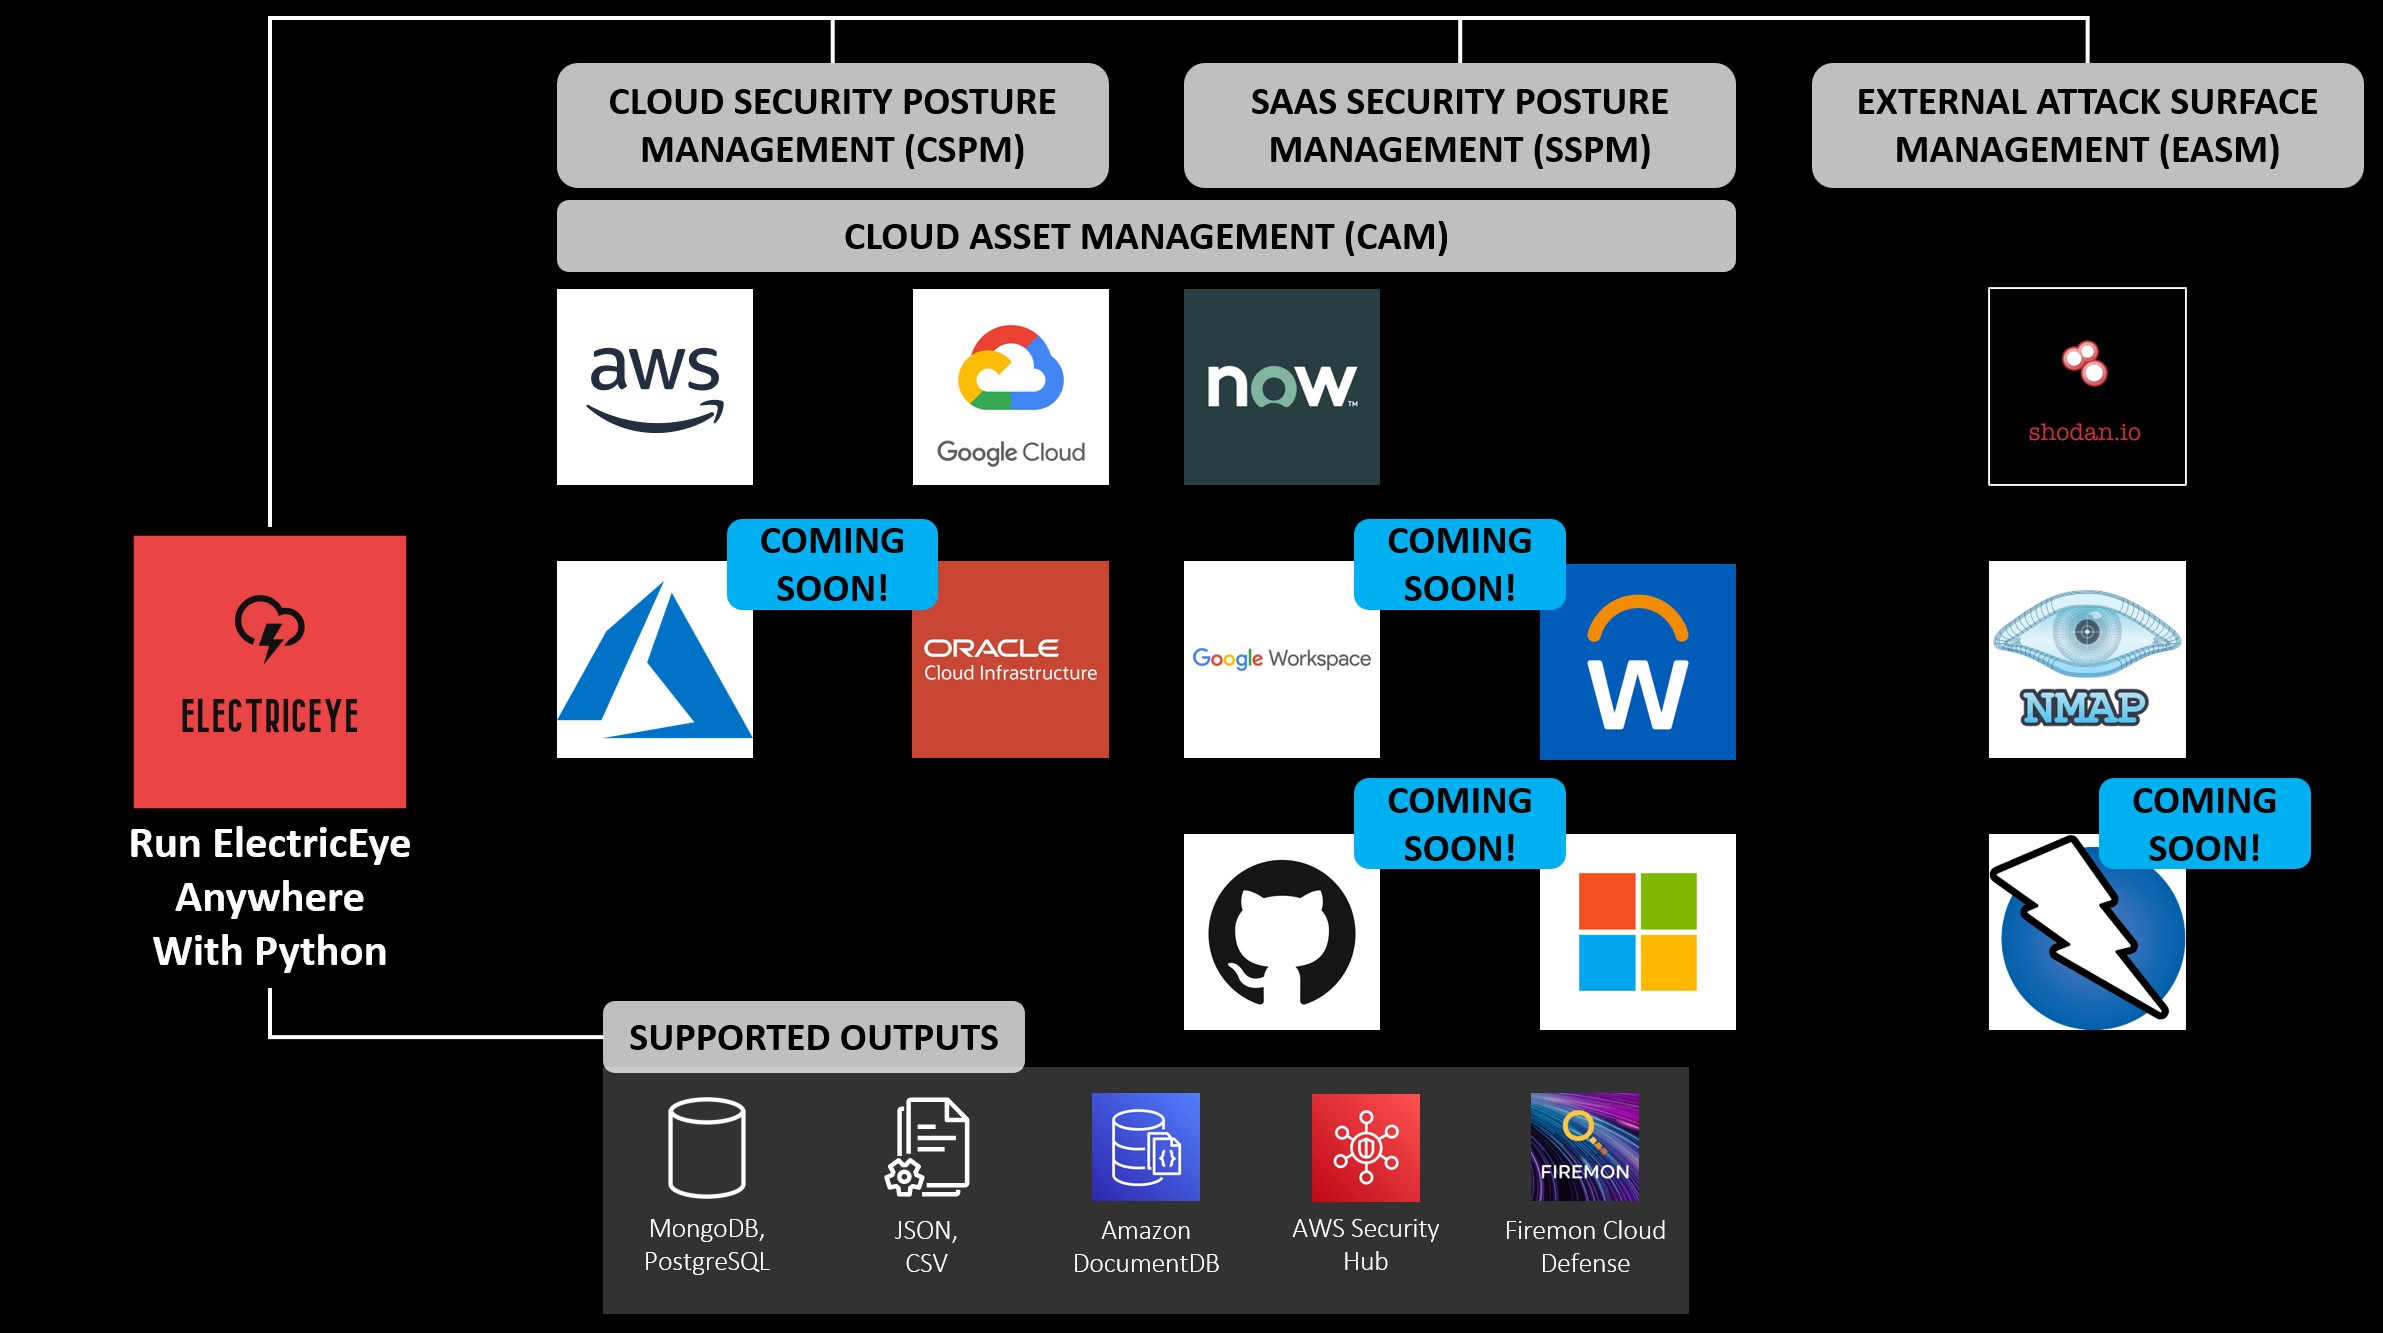 CLOUD SECURITY POSTURE
MANAGEMENT (CSPM)
SAAS SECURITY POSTURE
MANAGEMENT (SSPM)
EXTERNAL ATTACK SURFACE
MANAGEMENT (EASM)
CLOUD ASSET MANAGEMENT (CAM)
aws
Google Cloud
now™
shodan.io
COMING
SOON!
ORACLE
Cloud Infrastructure
COMING
SOON!
Google Workspace
W
NMAP
ELECTRICEYE
Run ElectricEye
Anywhere
With Python
COMING
SOON!
COMING
SOON!
SUPPORTED OUTPUTS
MongoDB,
PostgreSQL
JSON,
CSV
Amazon
DocumentDB
AWS Security
Hub
FIREMON
Firemon Cloud
Defense